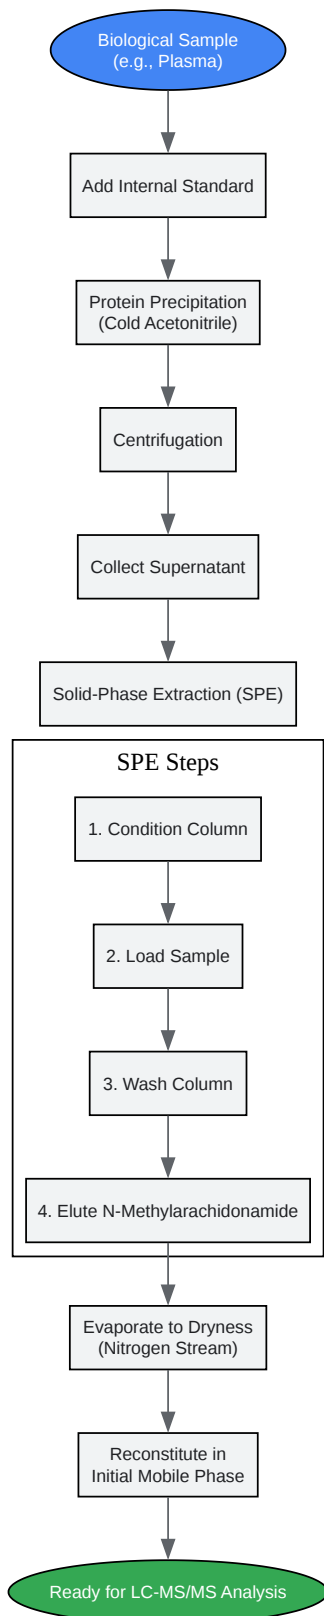 Biological Sample
(e.g., Plasma)
Add Internal Standard
Protein Precipitation
(Cold Acetonitrile)
Centrifugation
Collect Supernatant
Solid-Phase Extraction (SPE)
SPE Steps
1. Condition Column
2. Load Sample
3. Wash Column
4. Elute N-Methylarachidonamide
Evaporate to Dryness
(Nitrogen Stream)
Reconstitute in
Initial Mobile Phase
Ready for LC-MS/MS Analysis